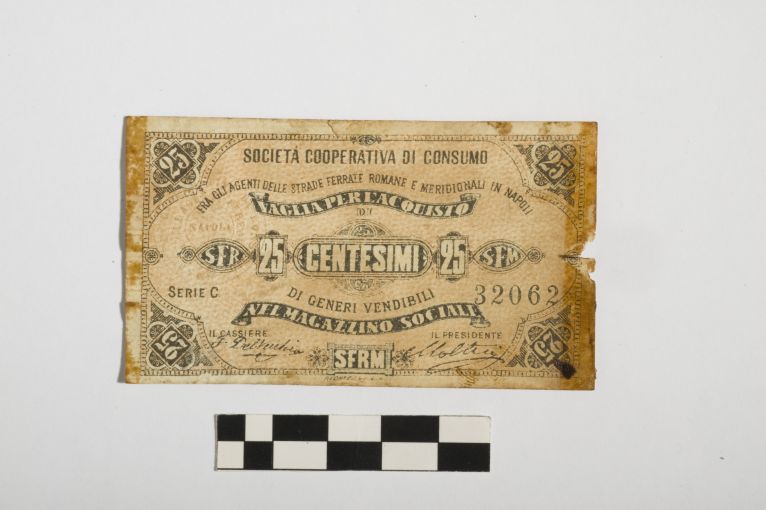 25 25
SOCIETÀ COOPERATIVA DI CONSUMO
FRA GLI AGENTI DELLE STRADE FERRATE ROMANE E MERIDIONALI IN NAPOLI
VAGLIA PER L'ACQUISTO
DI
NAPOLI
SFR 25 CENTESIMI 25 SFM
SERIE C DI GENERI VENDIBILI 32062
NEL MAGAZZINO SOCIALE
IL CASSIERE IL PRESIDENTE
SFRM
25 25